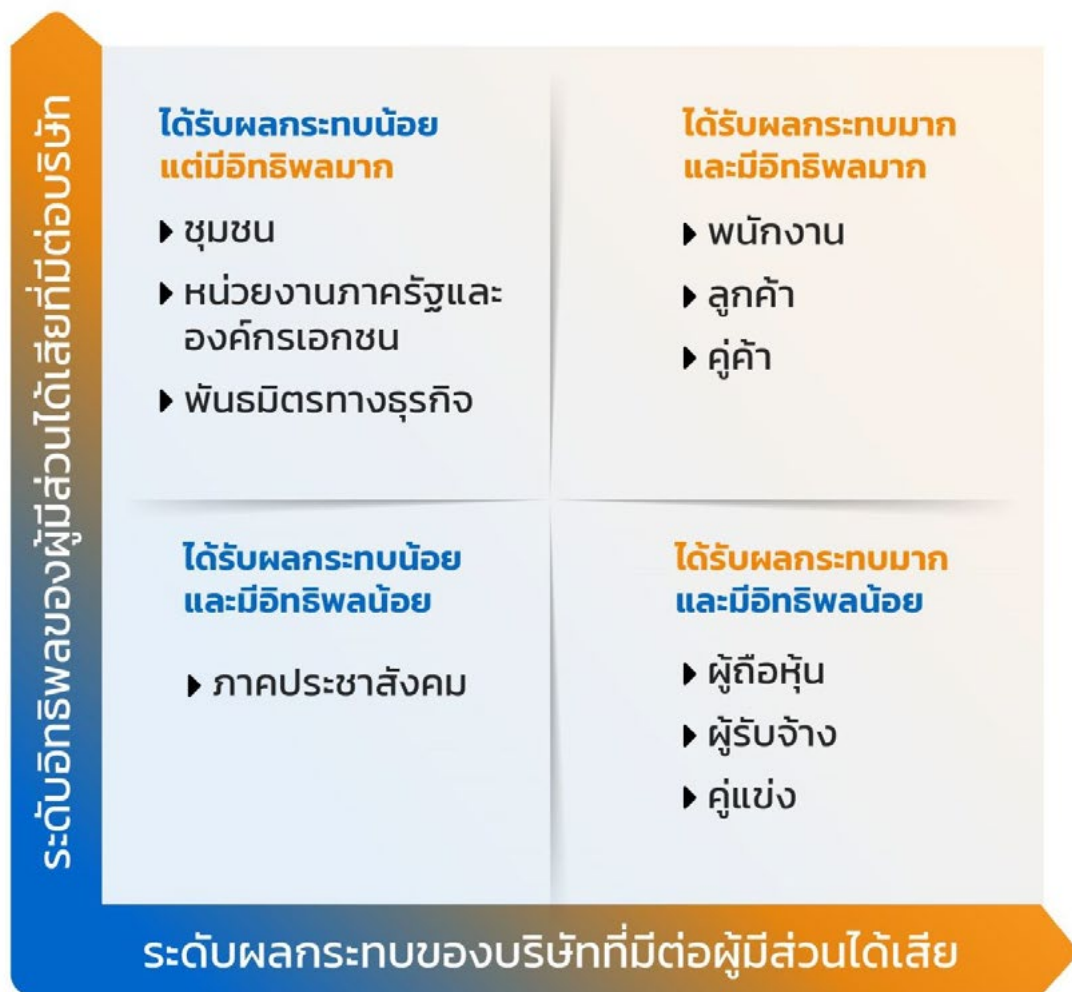 ระดับอิทธิพลของผู้มีส่วนได้เสียที่มีต่อบริษัท
ได้รับผลกระทบน้อย
แต่มีอิทธิพลมาก
ชุมชน
หน่วยงานภาครัฐและ
องค์กรเอกชน
พันธมิตรทางธุรกิจ
ได้รับผลกระทบมาก
และมีอิทธิพลมาก
พนักงาน
ลูกค้า
คู่ค้า
ได้รับผลกระทบน้อย
และมีอิทธิพลน้อย
ภาคประชาสังคม
ได้รับผลกระทบมาก
และมีอิทธิพลน้อย
ผู้ถือหุ้น
ผู้รับจ้าง
คู่แข่ง
ระดับผลกระทบของบริษัทที่มีต่อผู้มีส่วนได้เสีย